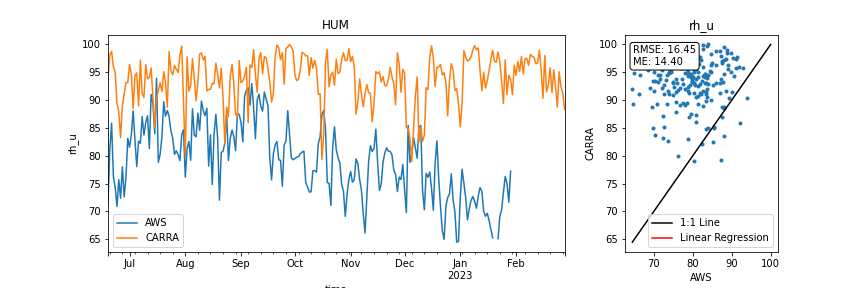 HUM
rh_u
100
95
90
85
80
75
70
65
AWS
CARRA
Jul Aug Sep Oct Nov Dec Jan Feb
2023
time
rh_u
CARRA
100
95
90
85
80
75
70
65
RMSE: 16.45
ME: 14.40
1:1 Line
Linear Regression
70 80 90 100
AWS